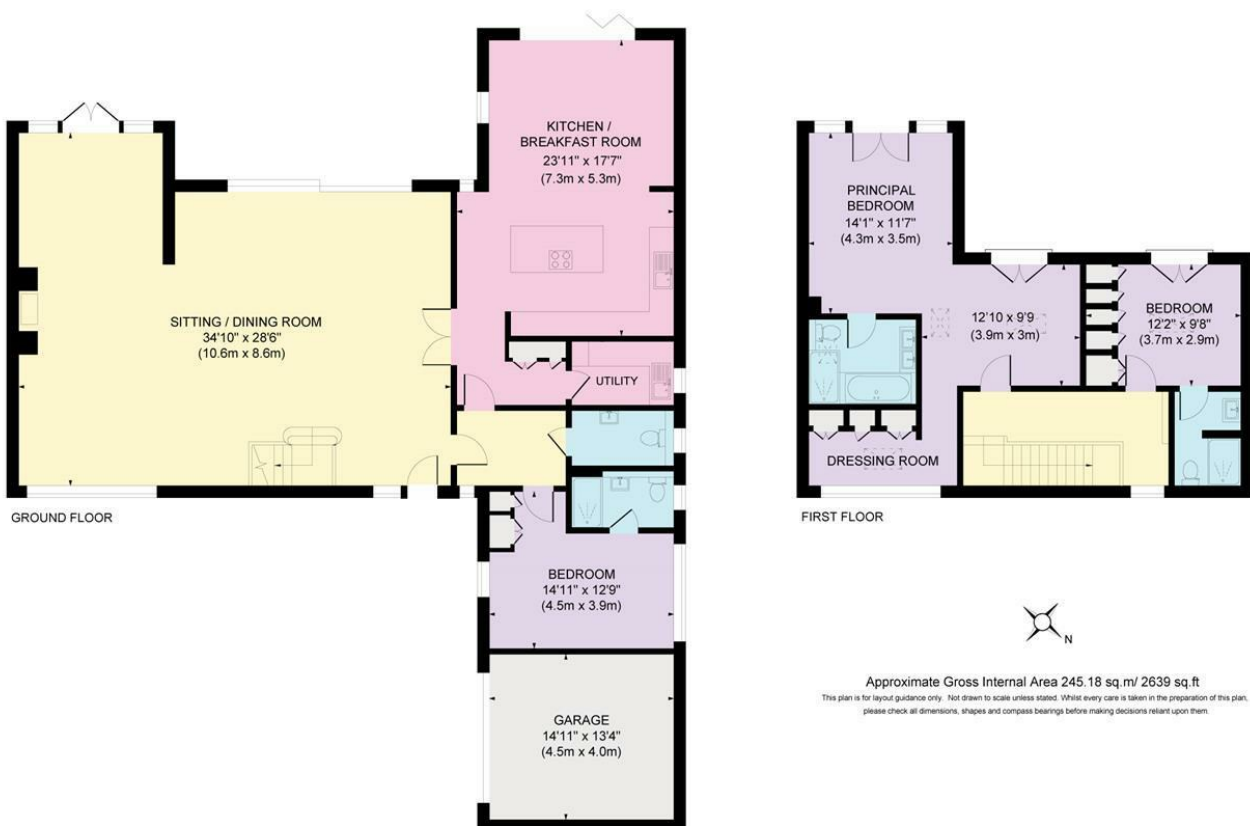 KITCHEN /
BREAKFAST ROOM
23'11" x 17'7"
(7.3m x 5.3m)
SITTING / DINING ROOM
34'10" x 28'6"
(10.6m x 8.6m)
UTILITY
GROUND FLOOR
BEDROOM
14'11" x 12'9"
(4.5m x 3.9m)
GARAGE
14'11" x 13'4"
(4.5m x 4.0m)
PRINCIPAL
BEDROOM
14'1" x 11'7"
(4.3m x 3.5m)
12'10 x 9'9
(3.9m x 3m)
BEDROOM
12'2" x 9'8"
(3.7m x 2.9m)
DRESSING ROOM
FIRST FLOOR
N
Approximate Gross Internal Area 245.18 sq.m/ 2639 sq.ft
This plan is for layout guidance only. Not drawn to scale unless stated. Whilst every care is taken in the preparation of this plan,
please check all dimensions, shapes and compass bearings before making decisions reliant upon them.